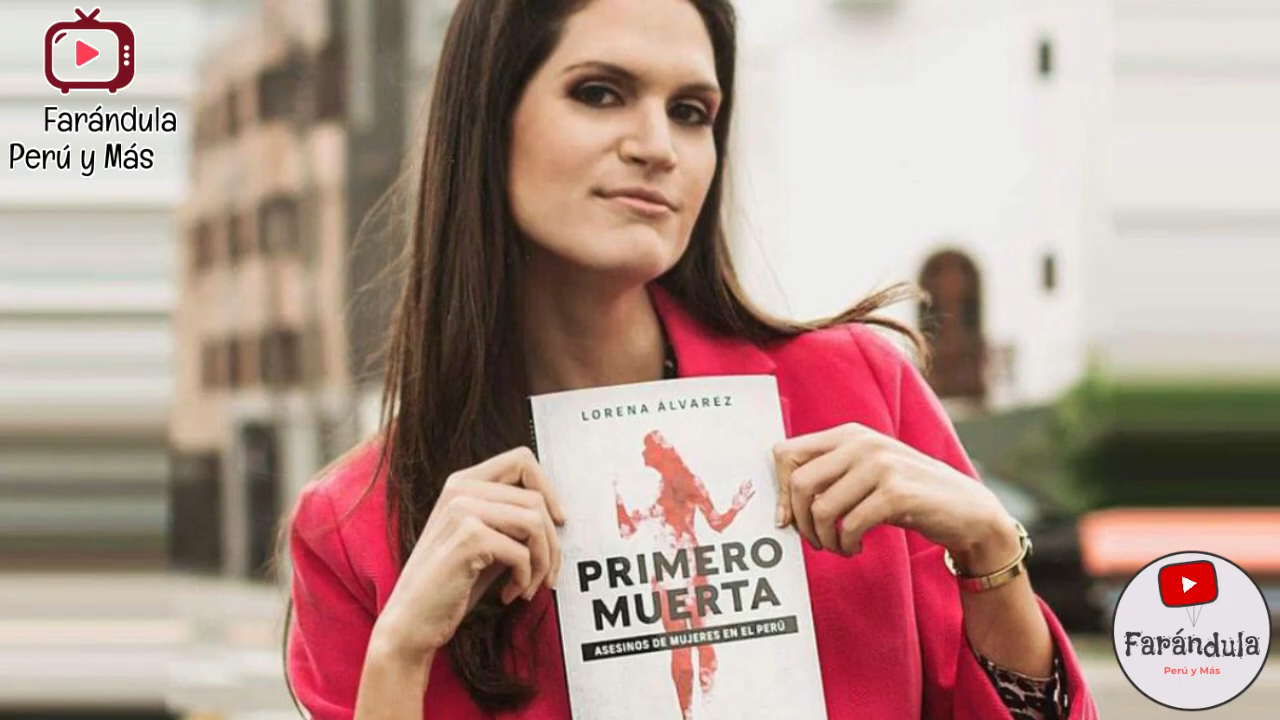 Farándula
Perú y Más
LORENA ÁLVAREZ
PRIMERO
MUERTA
ASESINOS DE MUJERES EN EL PERÚ
Farándula
Perú y Más